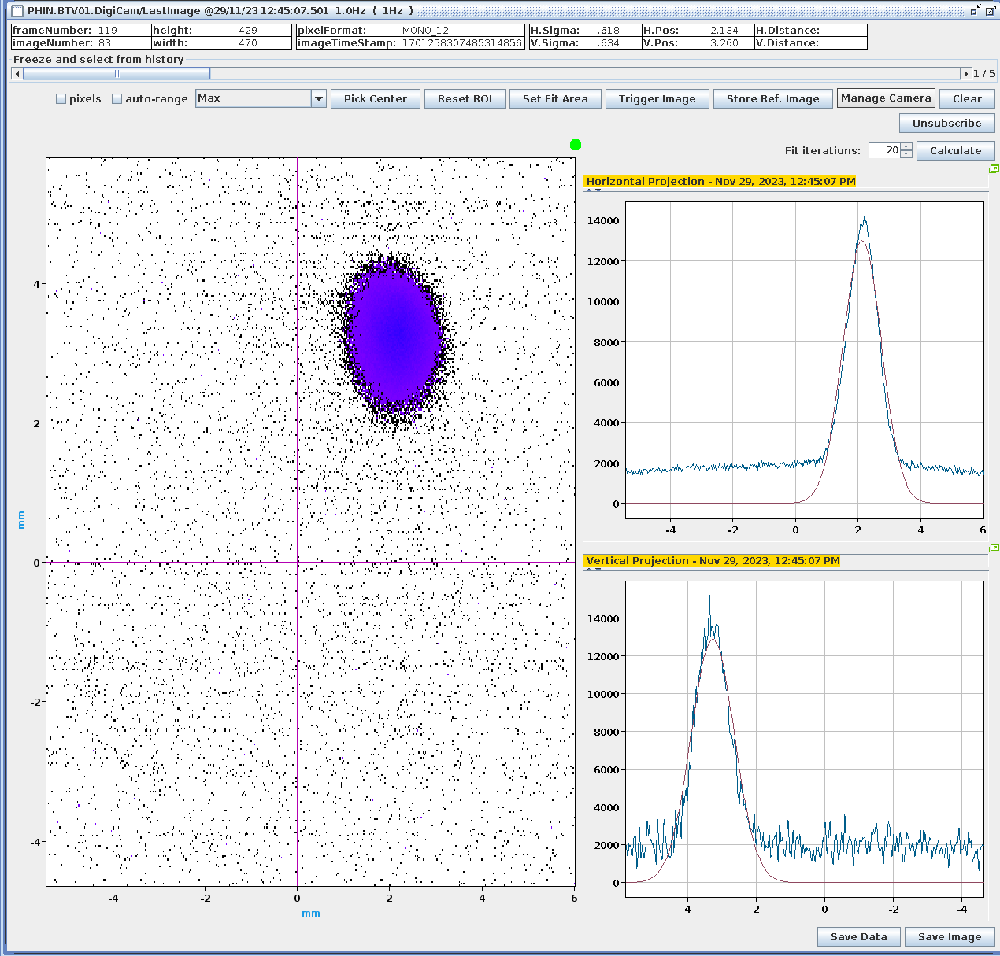 PHIN.BTV01.DigiCam/LastImage @29/11/23 12:45:07.501 1.0Hz ( 1Hz )
frameNumber: 119 height: 429 pixelFormat: MONO_12 H.Sigma: .618 H.Pos: 2.134 H.Distance:
imageNumber: 83 width: 470 imageTimeStamp: 1701258307485314856 V.Sigma: .634 V.Pos: 3.260 V.Distance:
Freeze and select from history
1 / 5
pixels auto-range Max Pick Center Reset ROI Set Fit Area Trigger Image Store Ref. Image Manage Camera Clear
Unsubscribe
Fit iterations: 20 Calculate
4
2
0
-2
-4
mm
-4 -2 0 2 4 6
mm
Horizontal Projection - Nov 29, 2023, 12:45:07 PM
14000
12000
10000
8000
6000
4000
2000
0
-4 -2 0 2 4 6
Vertical Projection - Nov 29, 2023, 12:45:07 PM
14000
12000
10000
8000
6000
4000
2000
0
4 2 0 -2 -4
Save Data Save Image